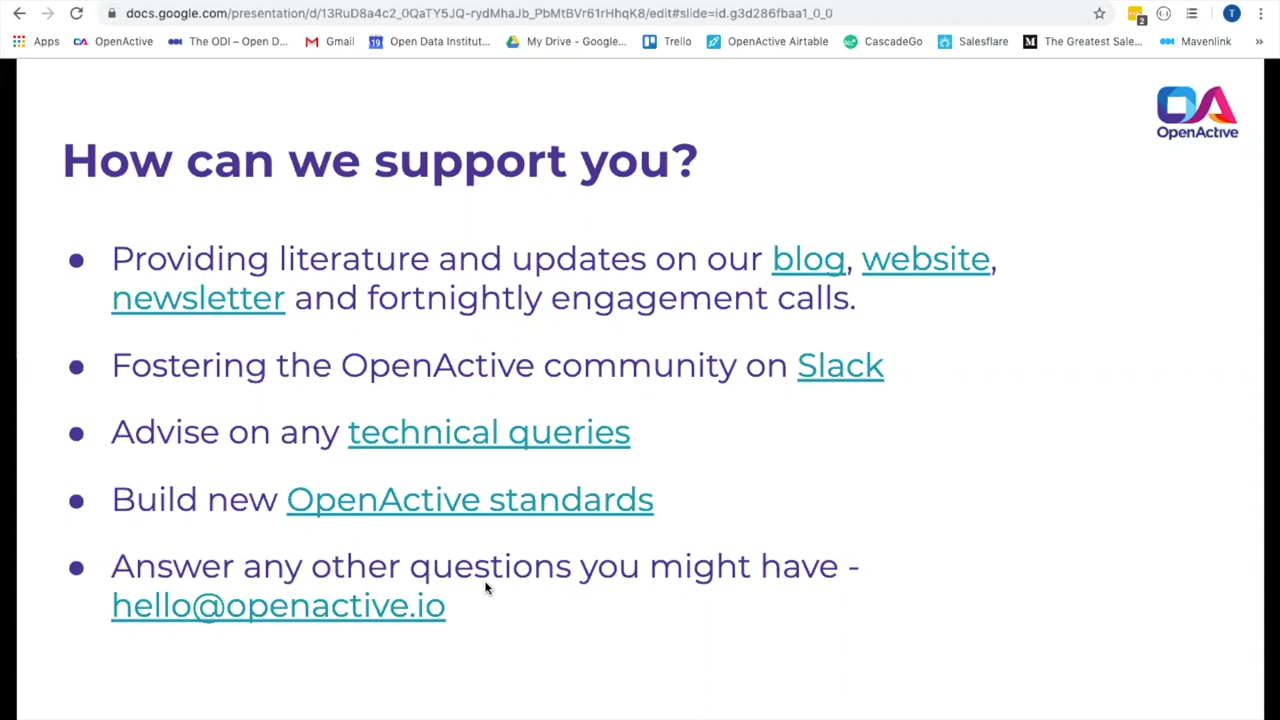 docs.google.com/presentation/d/13RuD8a4c2_0QaTY5JQ-rydMhaJb_PbMtBVr61rHhqK8/edit#slide=id.g3d286fbaa1_0_0
2
T
Apps OpenActive The ODI – Open D... Gmail 10 Open Data Institut... My Drive - Google... Trello OpenActive Airtable CascadeGo Salesflare M The Greatest Sale... Mavenlink »
OA
OpenActive
How can we support you?
● Providing literature and updates on our blog, website,
newsletter and fortnightly engagement calls.
● Fostering the OpenActive community on Slack
● Advise on any technical queries
● Build new OpenActive standards
● Answer any other questions you might have -
hello@openactive.io